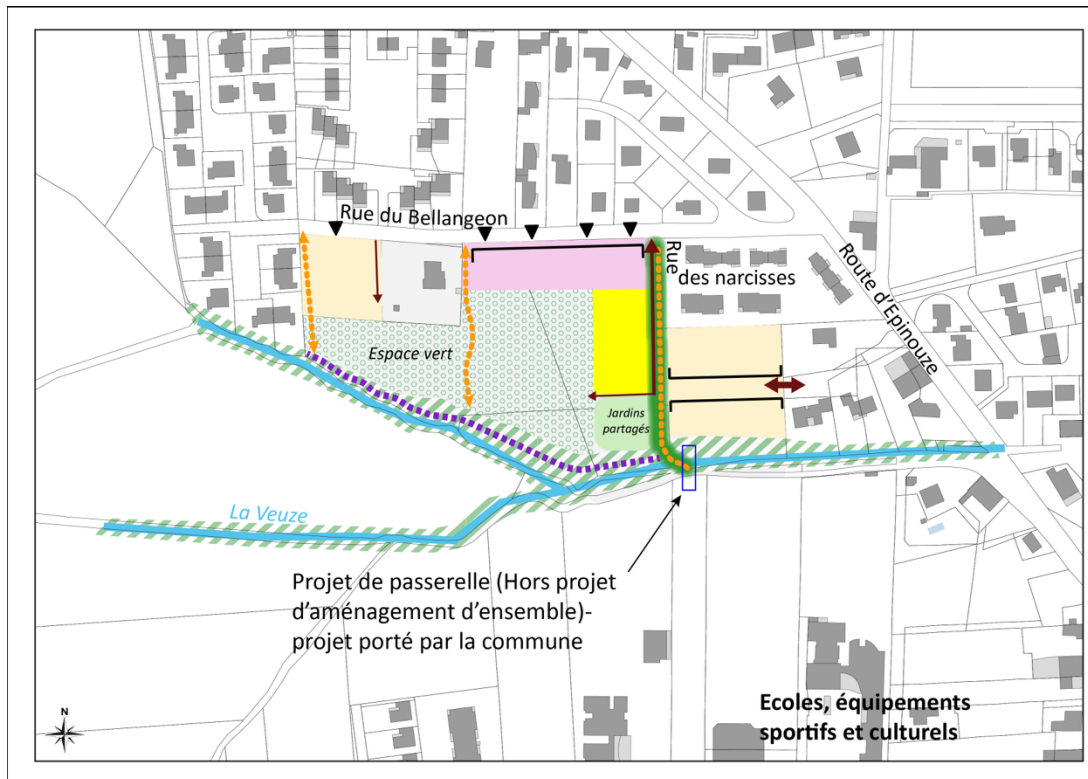 Rue du Bellangeon
Rue
des narcisses
Route d'Epinouze
Espace vert
Jardins
partagés
La Veuze
Projet de passerelle (Hors projet
d'aménagement d'ensemble)-
projet porté par la commune
Ecoles, équipements
sportifs et culturels
N